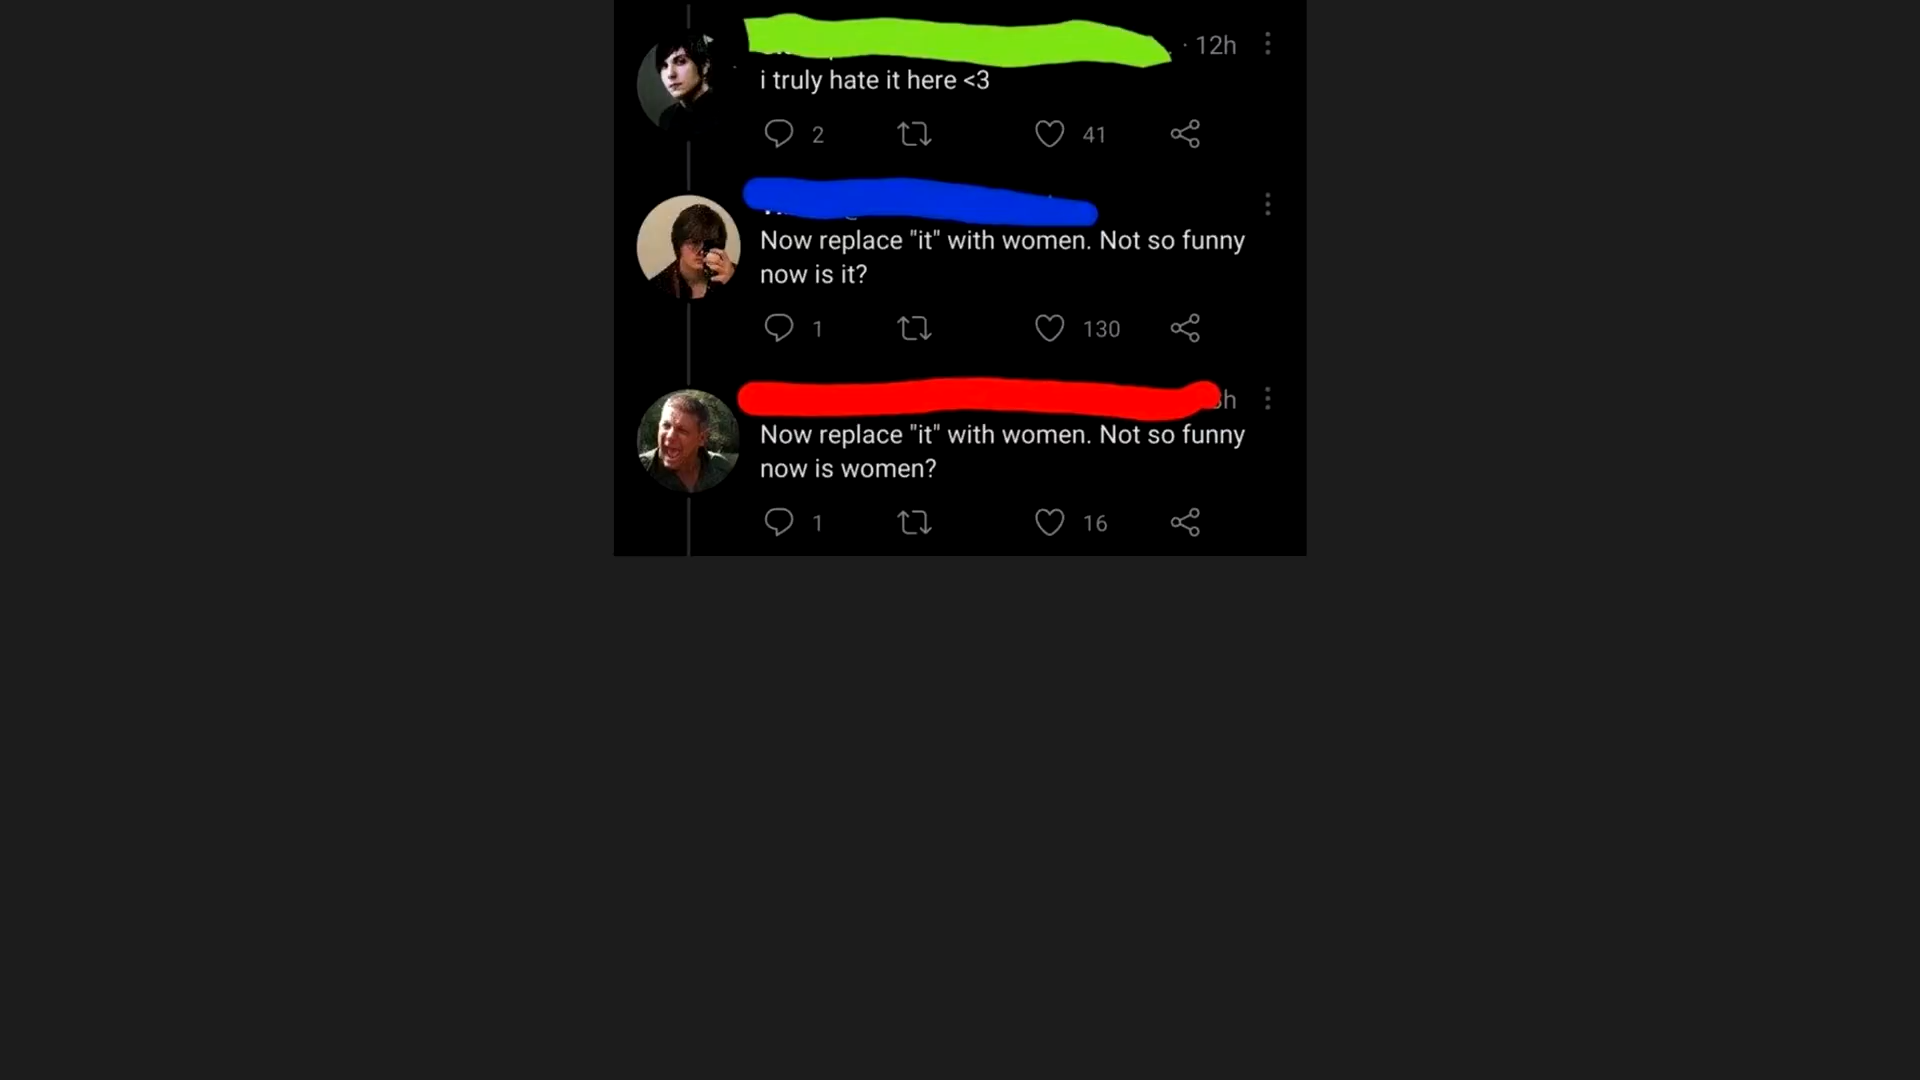 · 12h
i truly hate it here <3
2 41
Now replace "it" with women. Not so funny
now is it?
1 130
h
Now replace "it" with women. Not so funny
now is women?
1 16